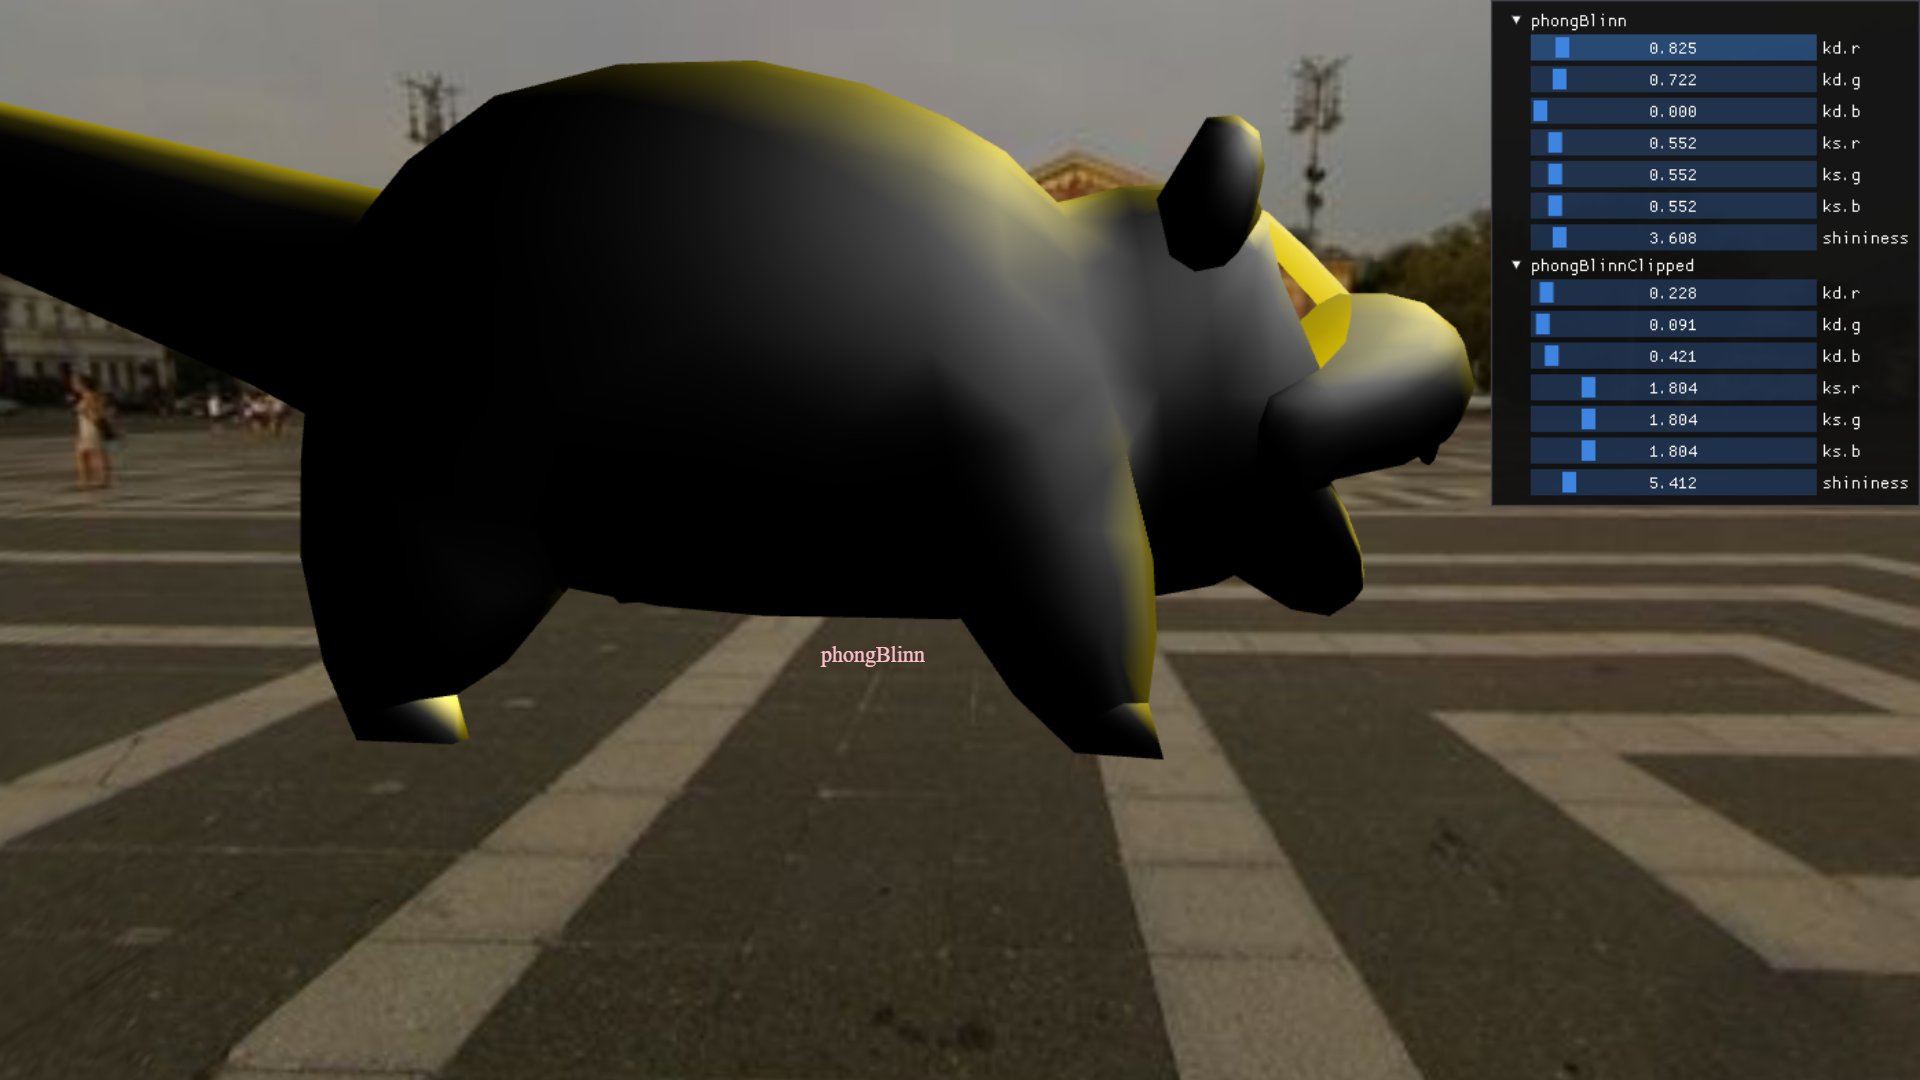 phongBlinn
0.825 kd.r
0.722 kd.g
0.000 kd.b
0.552 ks.r
0.552 ks.g
0.552 ks.b
3.608 shininess
phongBlinnClipped
0.228 kd.r
0.091 kd.g
0.421 kd.b
1.804 ks.r
1.804 ks.g
1.804 ks.b
5.412 shininess
phongBlinn